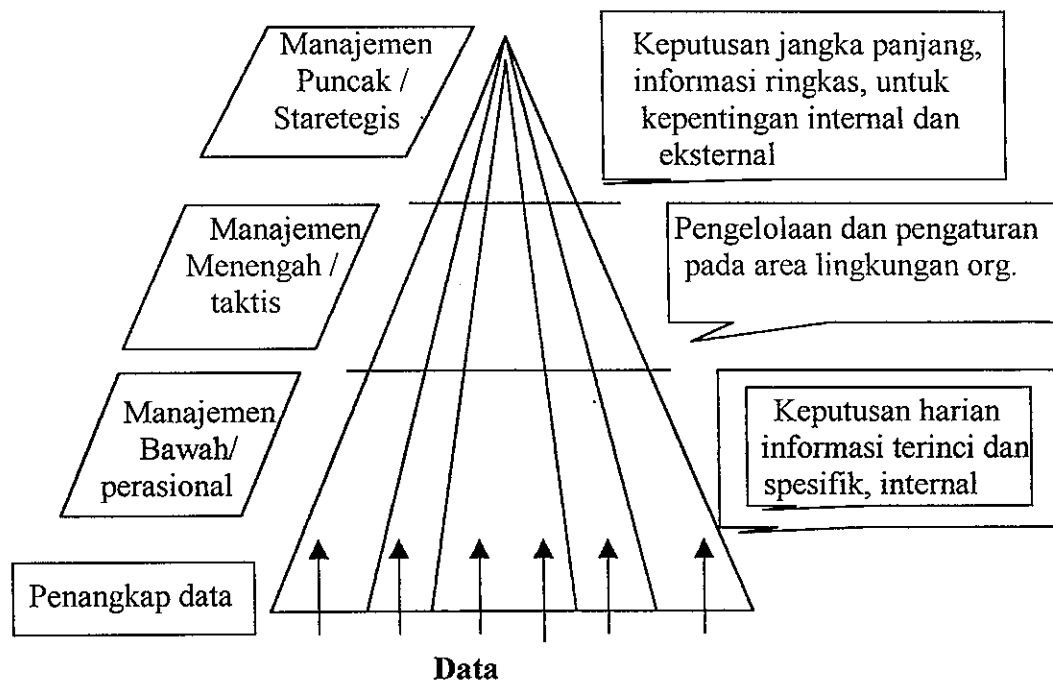 Manajemen
Puncak /
Staretegis
Keputusan jangka panjang,
informasi ringkas, untuk
kepentingan internal dan
eksternal
Manajemen
Menengah /
taktis
Pengelolaan dan pengaturan
pada area lingkungan org.
Manajemen
Bawah/
perasional
Keputusan harian
informasi terinci dan
spesifik, internal
Penangkap data
Data